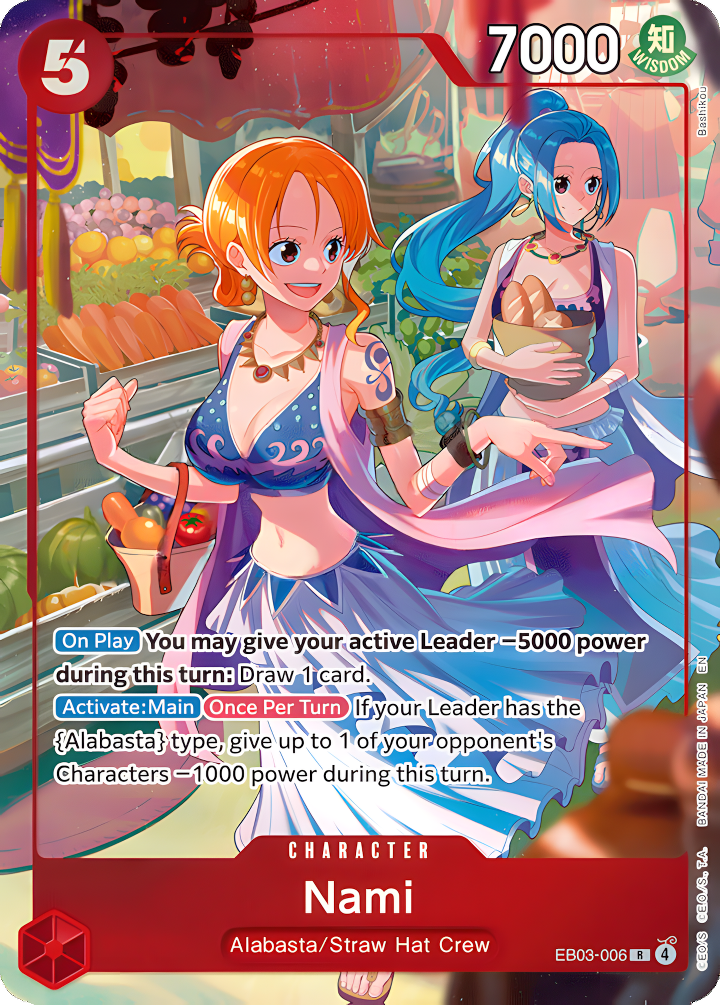 5
7000
知
WISDOM
Bashikou
On Play You may give your active Leader −5000 power
during this turn: Draw 1 card.
Activate:Main Once Per Turn If your Leader has the
{Alabasta} type, give up to 1 of your opponent's
Characters −1000 power during this turn.
CHARACTER
Nami
Alabasta/Straw Hat Crew
EB03-006 R 4
©E.O/S ©E.O./S., T.A. BANDAI MADE IN JAPAN EN